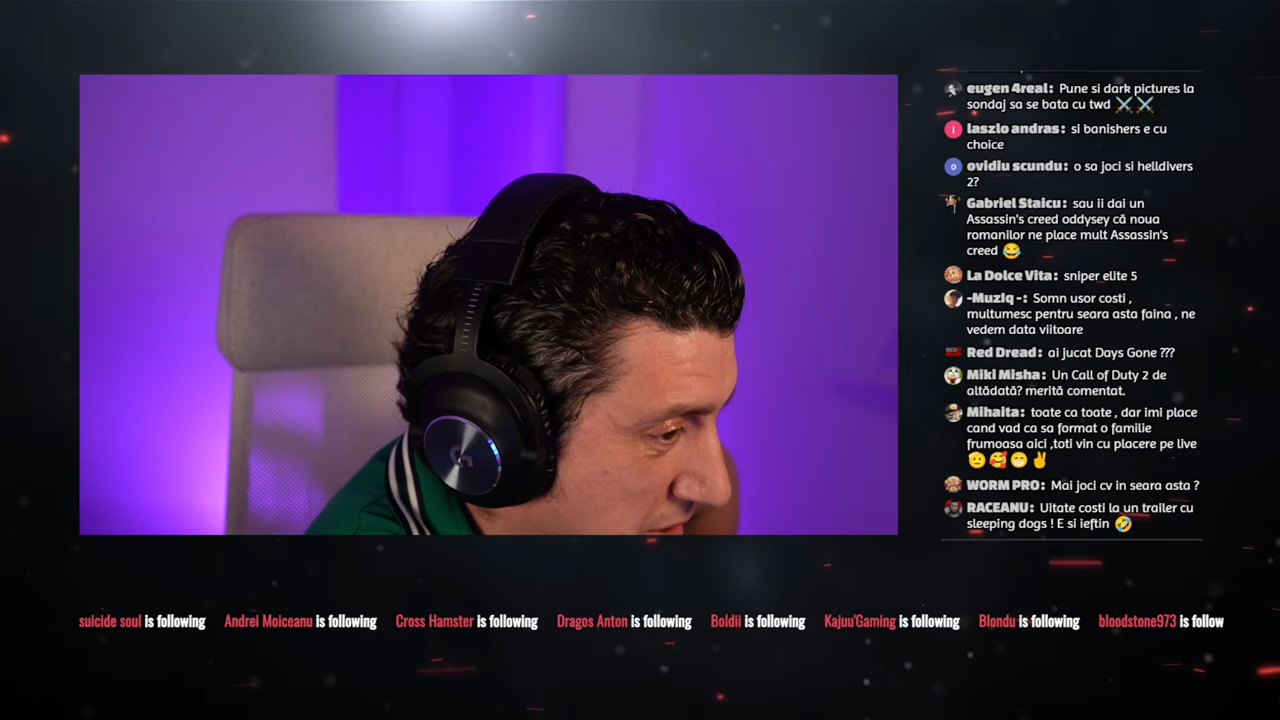 eugen 4real: Pune si dark pictures la
sondaj sa se bata cu twd ⚔️ ⚔️
laszlo andras: si banishers e cu
choice
ovidiu scundu: o sa joci si helldivers
2?
Gabriel Staicu: sau ii dai un
Assassin's creed oddysey că noua
romanilor ne place mult Assassin's
creed 😂
La Dolce Vita: sniper elite 5
-Muziq-: Somn usor costi ,
multumesc pentru seara asta faina , ne
vedem data viitoare
Red Dread: ai jucat Days Gone ???
Miki Misha: Un Call of Duty 2 de
altădată? merită comentat.
Mihaita: toate ca toate , dar imi place
cand vad ca sa format o familie
frumoasa aici ,toti vin cu placere pe live
🫡 🥰 😁 ✌️
WORM PRO: Mai joci cv in seara asta ?
RACEANU: Uitate costi la un trailer cu
sleeping dogs ! E si ieftin 🤣
suicide soul is following Andrei Moiceanu is following Cross Hamster is following Dragos Anton is following Boldii is following Kajuu'Gaming is following Blondu is following bloodstone973 is follow